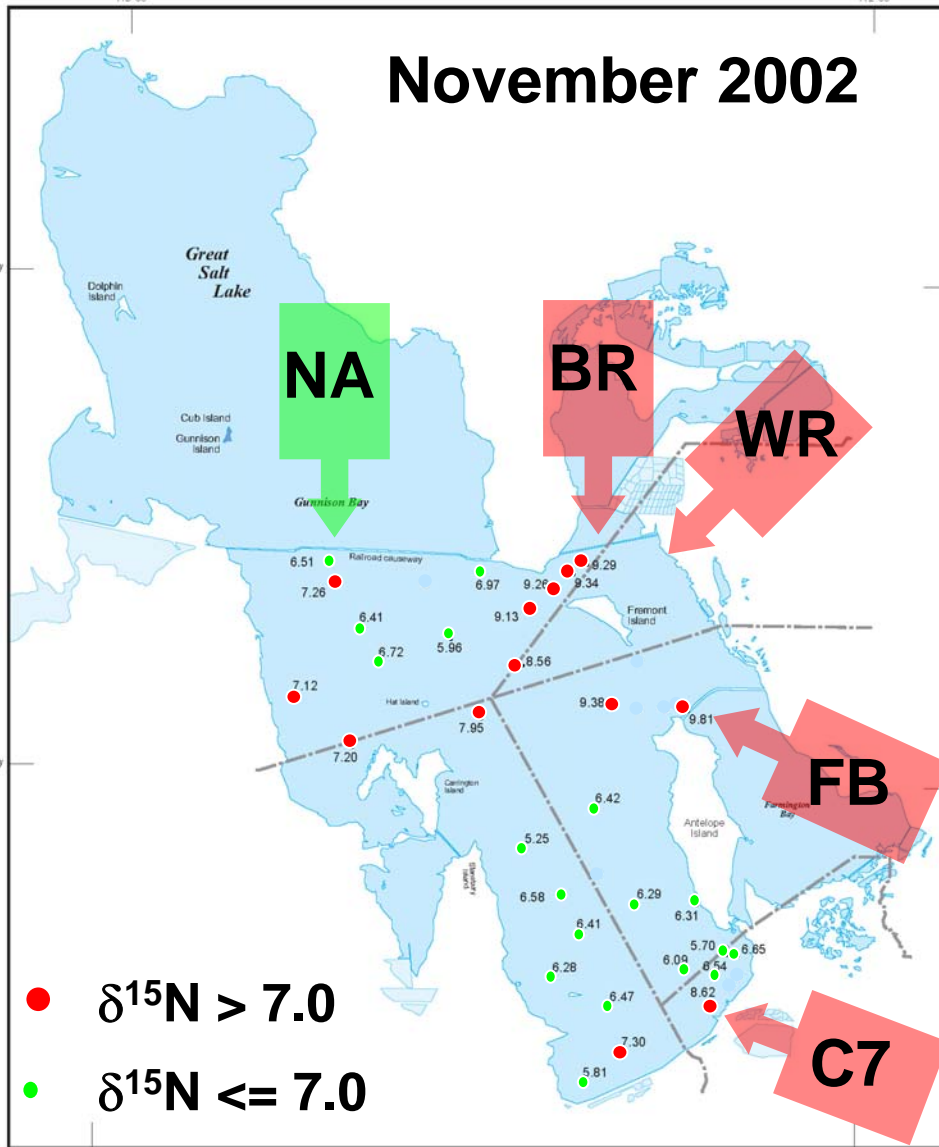 November 2002
Great
Salt
Lake
Dolphin
Island
NA
BR
WR
Cub Island
Gunnison
Island
Gunnison Bay
Railroad causeway
6.51
7.26
6.97
9.26
9.29
9.34
9.13
Fremont
Island
6.41
5.96
6.72
8.56
7.12
Hat Island
7.95
9.38
9.81
7.20
FB
Carrington
Island
Farmington
Bay
6.42
Antelope
Island
5.25
Stansbury
Island
6.58
6.29
6.31
6.41
5.70
6.65
6.09
6.54
6.28
8.62
6.47
7.30
5.81
C7
δ15N > 7.0
δ15N <= 7.0